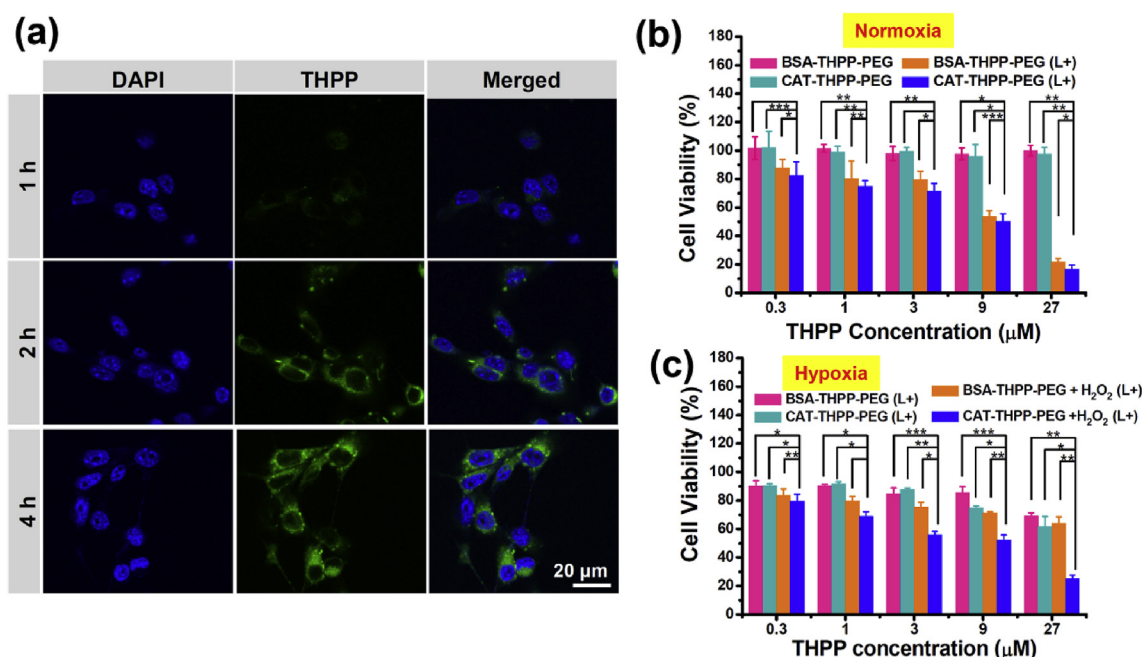 (a)
DAPI THPP Merged
1 h
2 h
4 h
20 µm
(b)
Normoxia
BSA-THPP-PEG BSA-THPP-PEG (L+)
CAT-THPP-PEG CAT-THPP-PEG (L+)
Cell Viability (%)
180
160
140
120
100
80
60
40
20
0
*** * ** ** ** ** * * * *** ** ** *
0.3 1 3 9 27
THPP Concentration (µM)
(c)
Hypoxia
BSA-THPP-PEG (L+) BSA-THPP-PEG + H₂O₂ (L+)
CAT-THPP-PEG (L+) CAT-THPP-PEG +H₂O₂ (L+)
Cell Viability (%)
180
160
140
120
100
80
60
40
20
0
* * ** * * *** ** * *** * ** ** * **
0.3 1 3 9 27
THPP concentration (µM)